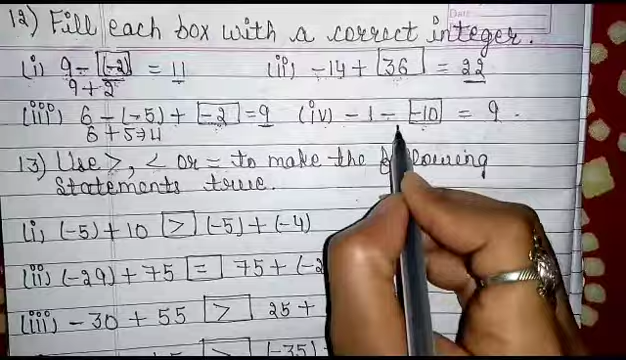 Date
12) Fill each box with a correct integer.
(i) 9 - (-2) = 11 (ii) -14 + 36 = 22
9 + 2
(iii) 6 - (-5) + -2 = 9 (iv) -1 - -10 = 9.
6 + 5
13) Use >, < or = to make the following
statements true.
(i) (-5) + 10 > (-5) + (-4)
(ii) (-29) + 75 = 75 + (-2
(iii) -30 + 55 > 25 +
> (-35)